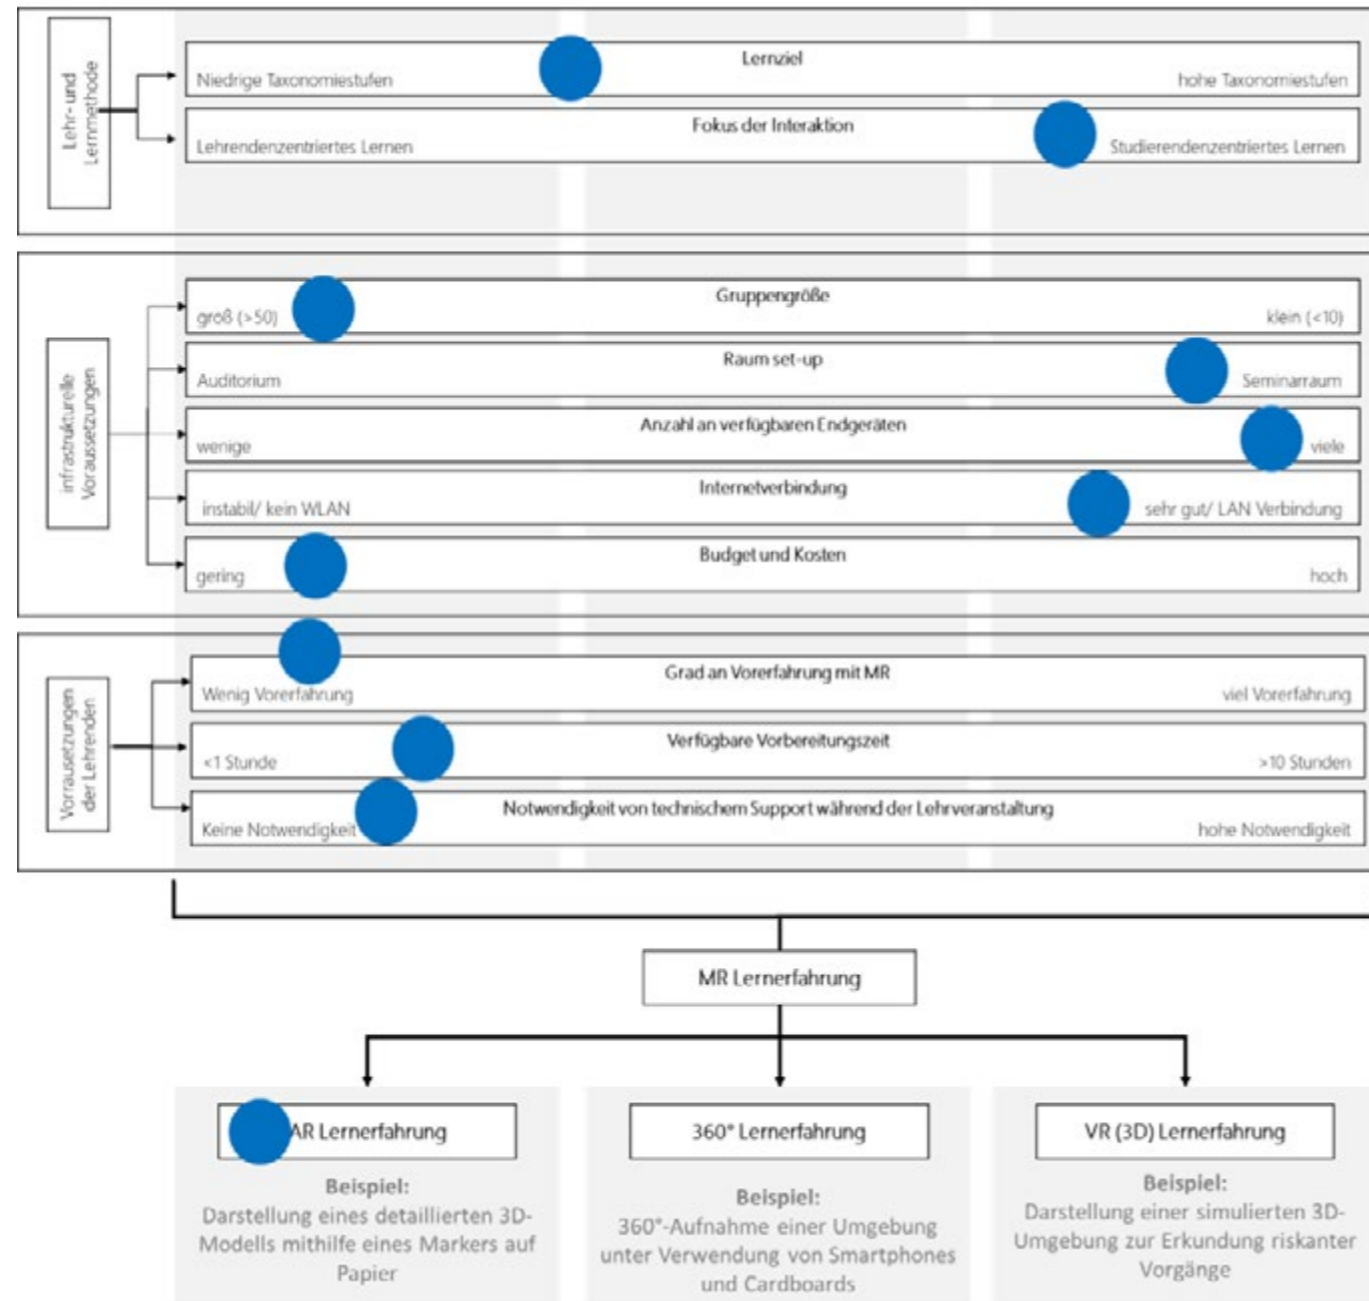 Lehr- und
Lernmethode
Lernziel
Niedrige Taxonomiestufen
hohe Taxonomiestufen
Fokus der Interaktion
Lehrendenzentriertes Lernen
Studierendenzentriertes Lernen
infrastrukturelle
Voraussetzungen
Gruppengröße
groß (>50)
klein (<10)
Raum set-up
Auditorium
Seminarraum
Anzahl an verfügbaren Endgeräten
wenige
viele
Internetverbindung
instabil/ kein WLAN
sehr gut/ LAN Verbindung
Budget und Kosten
gering
hoch
Vorrausetzungen
der Lehrenden
Grad an Vorerfahrung mit MR
Wenig Vorerfahrung
viel Vorerfahrung
Verfügbare Vorbereitungszeit
<1 Stunde
>10 Stunden
Notwendigkeit von technischem Support während der Lehrveranstaltung
Keine Notwendigkeit
hohe Notwendigkeit
MR Lernerfahrung
AR Lernerfahrung
360° Lernerfahrung
VR (3D) Lernerfahrung
Beispiel:
Darstellung eines detaillierten 3D-
Modells mithilfe eines Markers auf
Papier
Beispiel:
360°-Aufnahme einer Umgebung
unter Verwendung von Smartphones
und Cardboards
Beispiel:
Darstellung einer simulierten 3D-
Umgebung zur Erkundung riskanter
Vorgänge